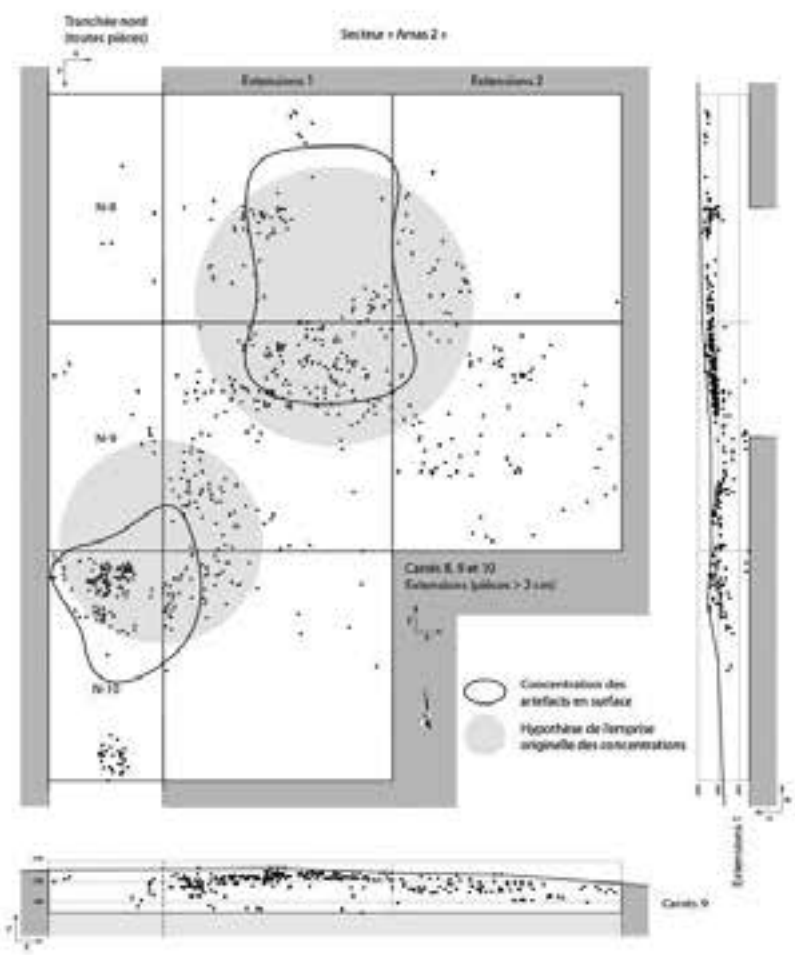 Tranchée nord
(toutes pièces)
Secteur « Amas 2 »
Extensions 1
Extensions 2
N-8
N-9
Carrés 8, 9 et 10
Extensions (pièces > 2 cm)
N-10
Concentration des
artefacts en surface
Hypothèse de l'emprise
originelle des concentrations
Extensions 1
Carrés 9